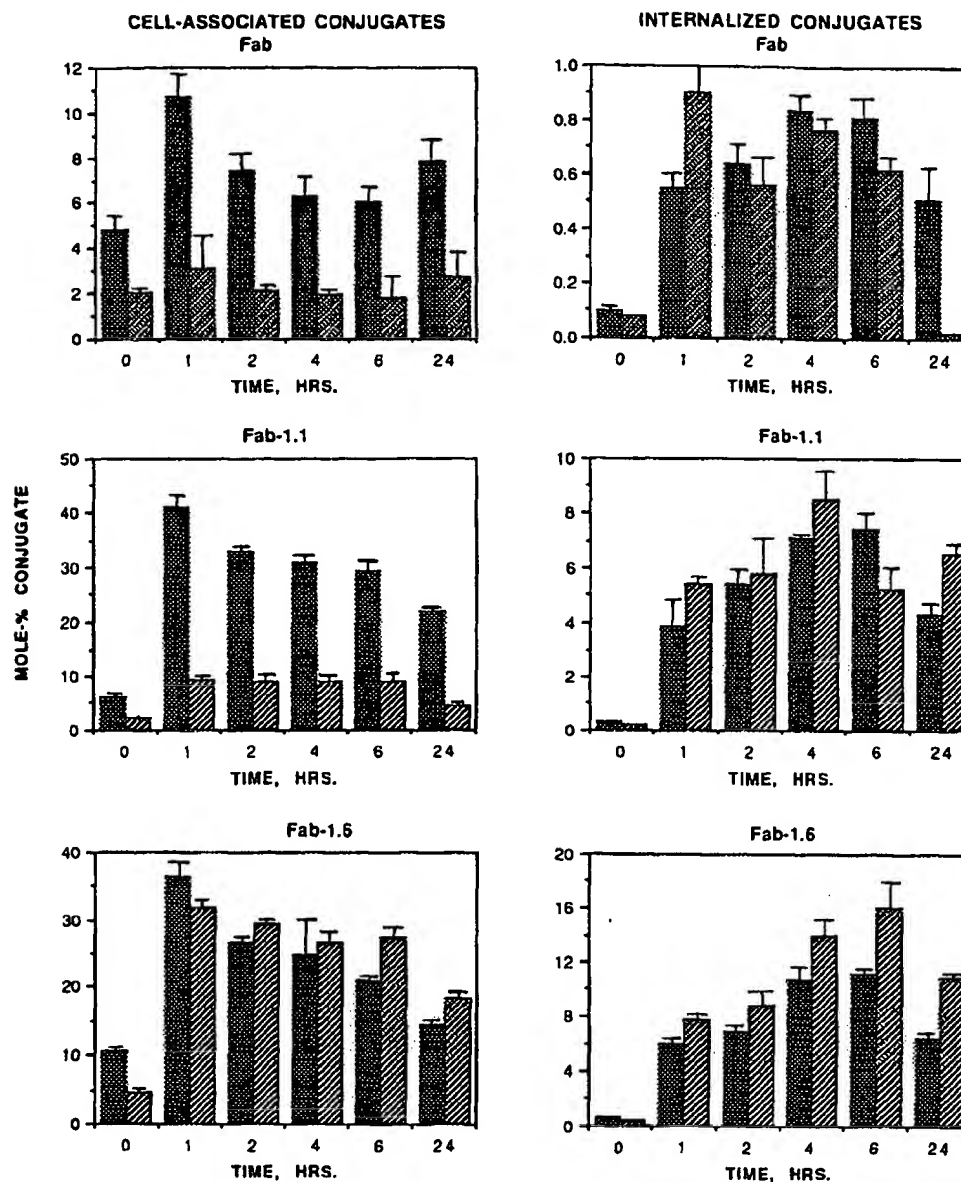 CELL-ASSOCIATED CONJUGATES
Fab
12
10
8
6
4
2
0
0 1 2 4 6 24
TIME, HRS.
INTERNALIZED CONJUGATES
Fab
1.0
0.8
0.6
0.4
0.2
0.0
0 1 2 4 6 24
TIME, HRS.
MOLE-% CONJUGATE
Fab-1.1
50
40
30
20
10
0
0 1 2 4 6 24
TIME, HRS.
Fab-1.1
10
8
6
4
2
0
0 1 2 4 6 24
TIME, HRS.
Fab-1.6
40
30
20
10
0
0 1 2 4 6 24
TIME, HRS.
Fab-1.6
20
16
12
8
4
0
0 1 2 4 6 24
TIME, HRS.